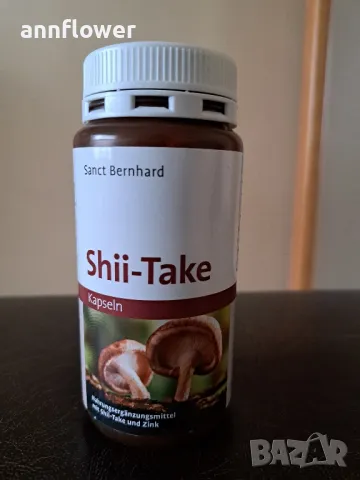 annflower
Sanct Bernhard
Shii-Take
Kapseln
Nahrungsergänzungsmittel
mit Shii-Take und Zink
BAZAR